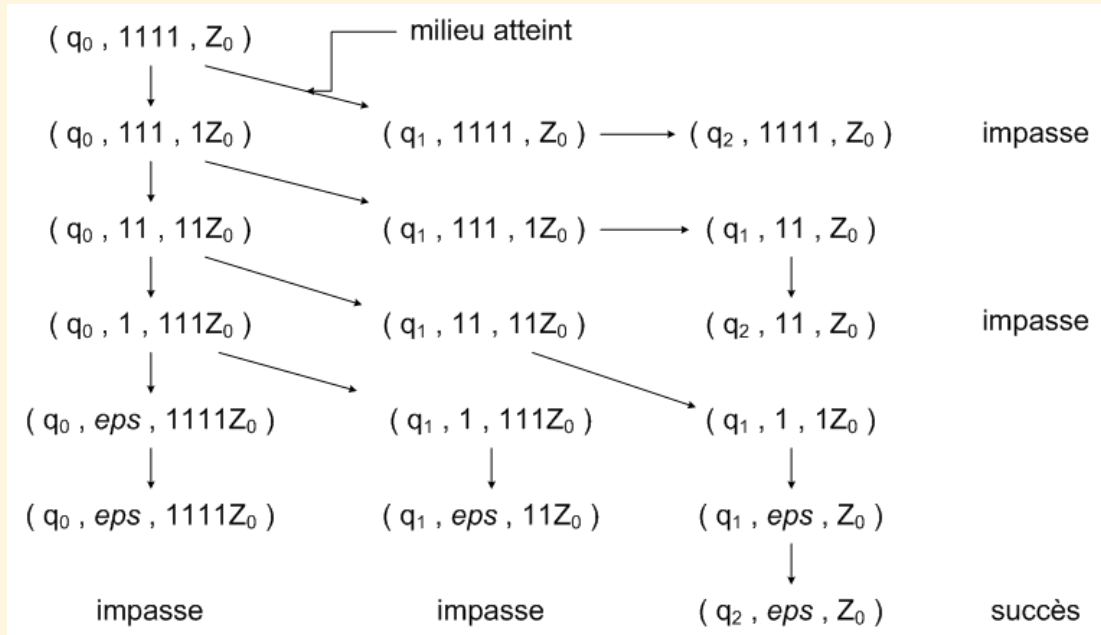 ( q₀ , 1111 , Z₀ ) milieu atteint
( q₀ , 111 , 1Z₀ ) ( q₁ , 1111 , Z₀ ) ( q₂ , 1111 , Z₀ ) impasse
( q₀ , 11 , 11Z₀ ) ( q₁ , 111 , 1Z₀ ) ( q₁ , 11 , Z₀ )
( q₀ , 1 , 111Z₀ ) ( q₁ , 11 , 11Z₀ ) ( q₂ , 11 , Z₀ ) impasse
( q₀ , eps , 1111Z₀ ) ( q₁ , 1 , 111Z₀ ) ( q₁ , 1 , 1Z₀ )
( q₀ , eps , 1111Z₀ ) ( q₁ , eps , 11Z₀ ) ( q₁ , eps , Z₀ )
impasse impasse ( q₂ , eps , Z₀ ) succès